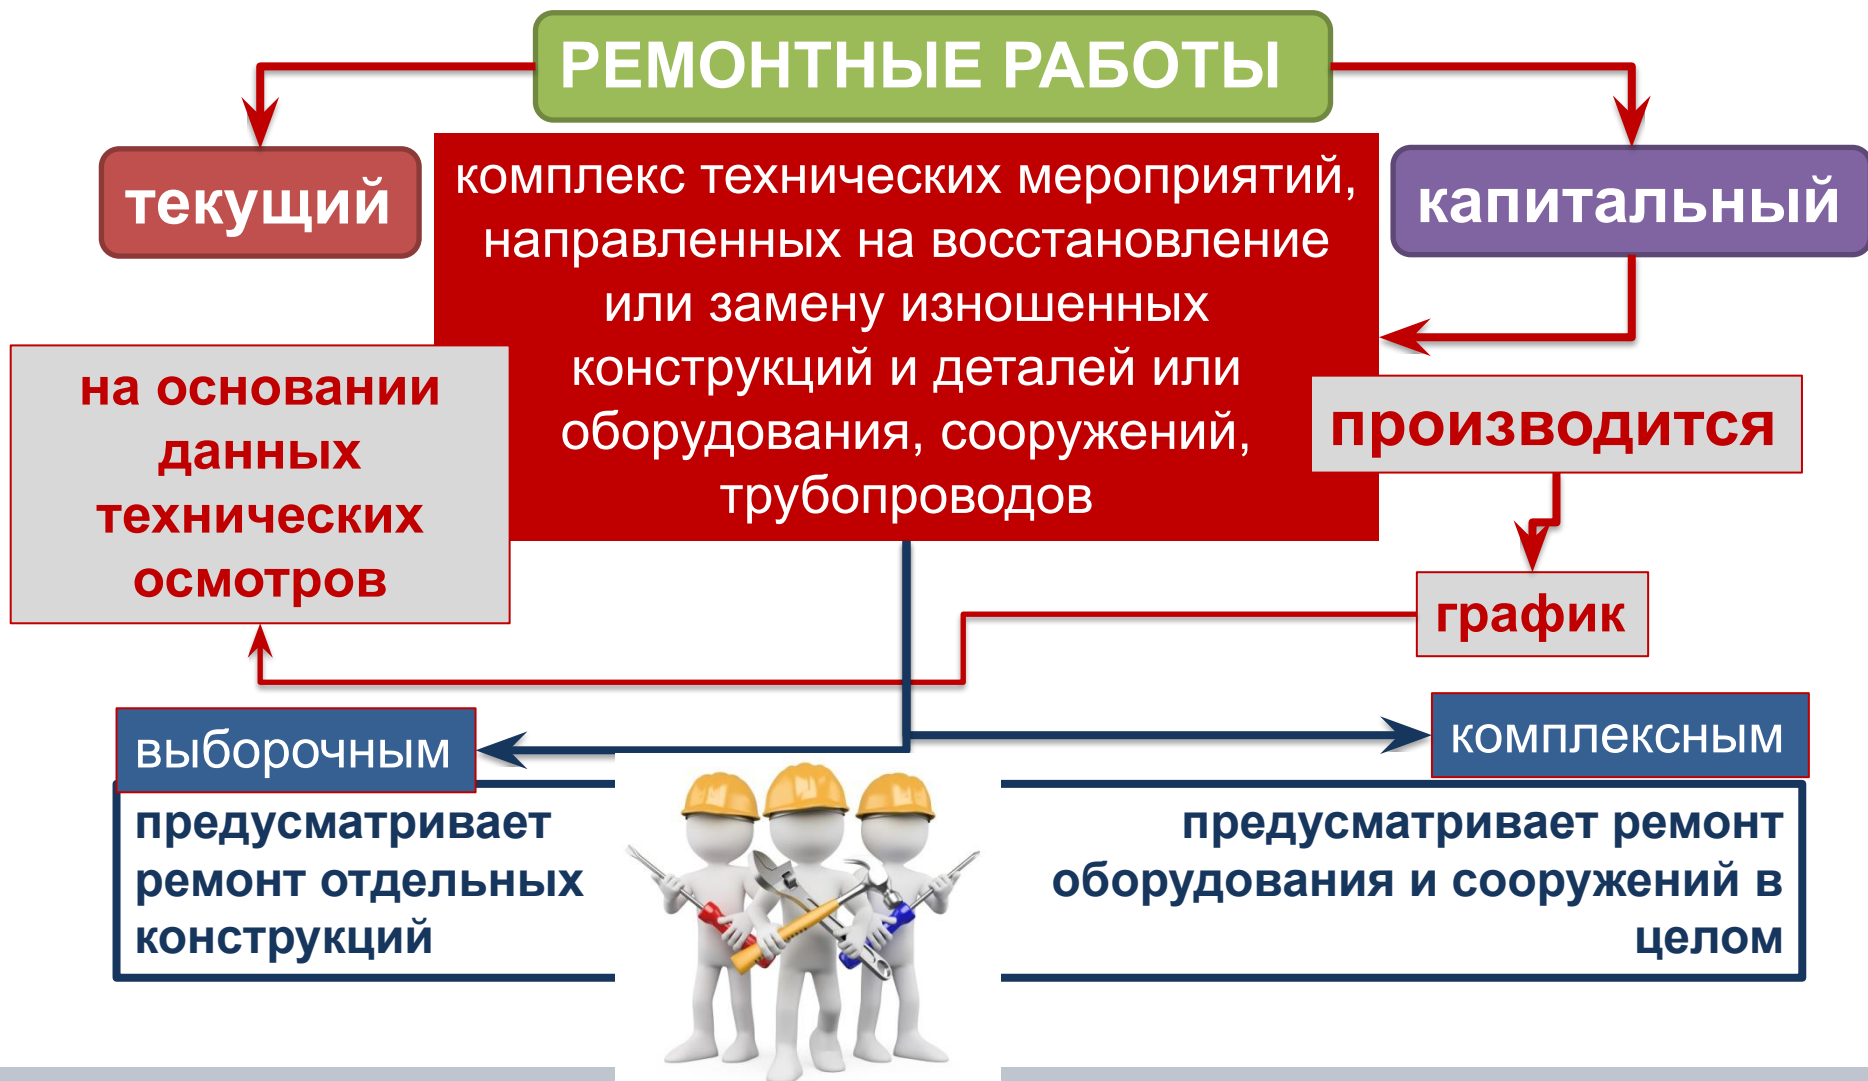 РЕМОНТНЫЕ РАБОТЫ
текущий
капитальный
комплекс технических мероприятий,
направленных на восстановление
или замену изношенных
конструкций и деталей или
оборудования, сооружений,
трубопроводов
на основании
данных
технических
осмотров
производится
график
выборочным
комплексным
предусматривает
ремонт отдельных
конструкций
предусматривает ремонт
оборудования и сооружений в
целом